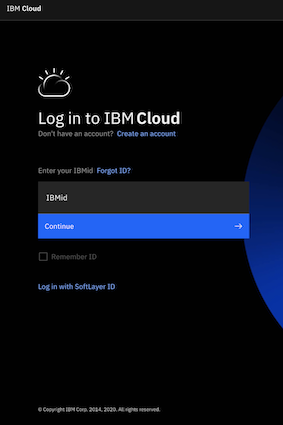 IBM Cloud
Log in to IBM Cloud
Don't have an account? Create an account
Enter your IBMid Forgot ID?
IBMid
Continue →
Remember ID
Log in with SoftLayer ID
© Copyright IBM Corp. 2014, 2020. All rights reserved.